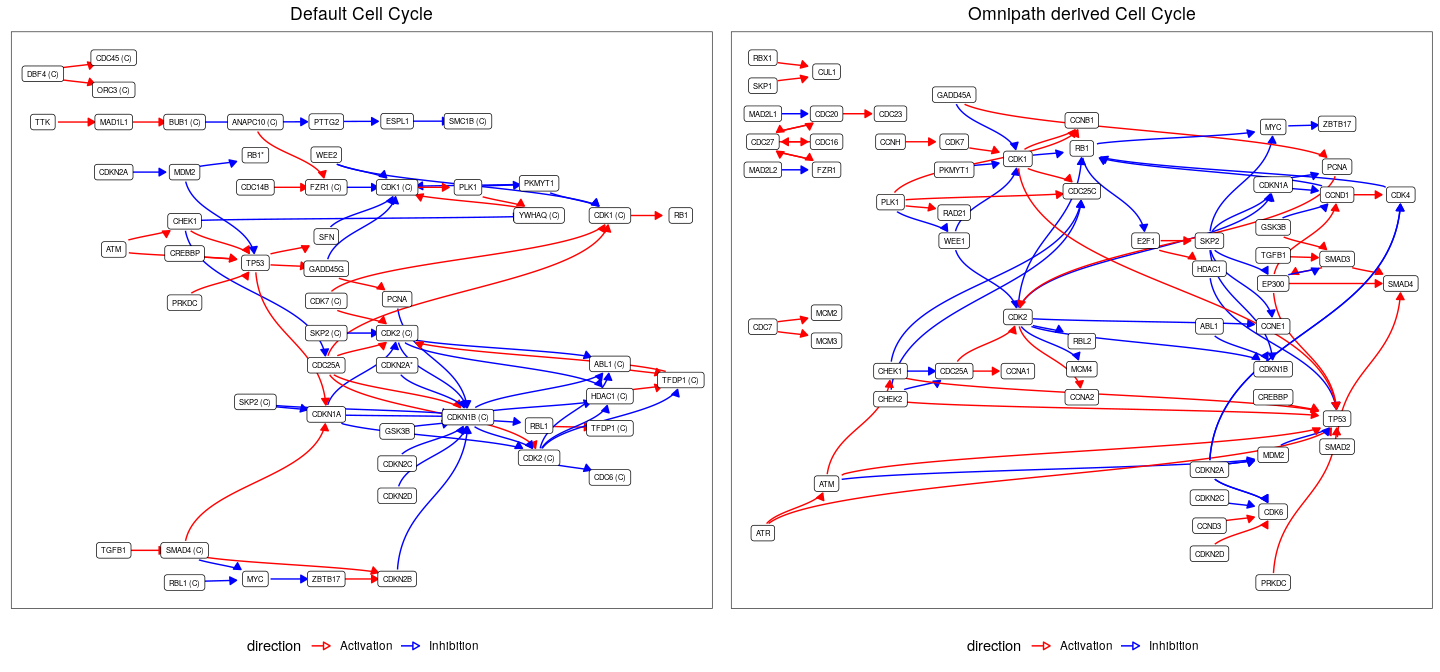 Default Cell Cycle
CDC45 (C)
DBF4 (C)
ORC3 (C)
TTK
MAD1L1
BUB1 (C)
ANAPC10 (C)
PTTG2
ESPL1
SMC1B (C)
RB1*
WEE2
CDKN2A
MDM2
CDC14B
FZR1 (C)
CDK1 (C)
PLK1
PKMYT1
CHEK1
YWHAQ (C)
CDK1 (C)
RB1
SFN
ATM
CREBBP
TP53
GADD45G
PRKDC
CDK7 (C)
PCNA
SKP2 (C)
CDK2 (C)
CDC25A
CDKN2A*
ABL1 (C)
TFDP1 (C)
HDAC1 (C)
SKP2 (C)
CDKN1A
CDKN1B (C)
GSK3B
RBL1
TFDP1 (C)
CDK2 (C)
CDKN2C
CDC6 (C)
CDKN2D
TGFB1
SMAD4 (C)
RBL1 (C)
MYC
ZBTB17
CDKN2B
direction
Activation
Inhibition
Omnipath derived Cell Cycle
RBX1
CUL1
SKP1
GADD45A
MAD2L1
CDC20
CDC23
CCNB1
MYC
ZBTB17
CDC27
CDC16
CCNH
CDK7
RB1
CDK1
PCNA
MAD2L2
FZR1
PKMYT1
CDKN1A
CDC25C
CCND1
CDK4
PLK1
RAD21
GSK3B
WEE1
E2F1
SKP2
TGFB1
SMAD3
HDAC1
EP300
SMAD4
MCM2
CDC7
CDK2
ABL1
CCNE1
MCM3
RBL2
CHEK1
CDC25A
CCNA1
MCM4
CDKN1B
CHEK2
CCNA2
CREBBP
TP53
SMAD2
MDM2
CDKN2A
ATM
CDKN2C
CDK6
CCND3
ATR
CDKN2D
PRKDC
direction
Activation
Inhibition